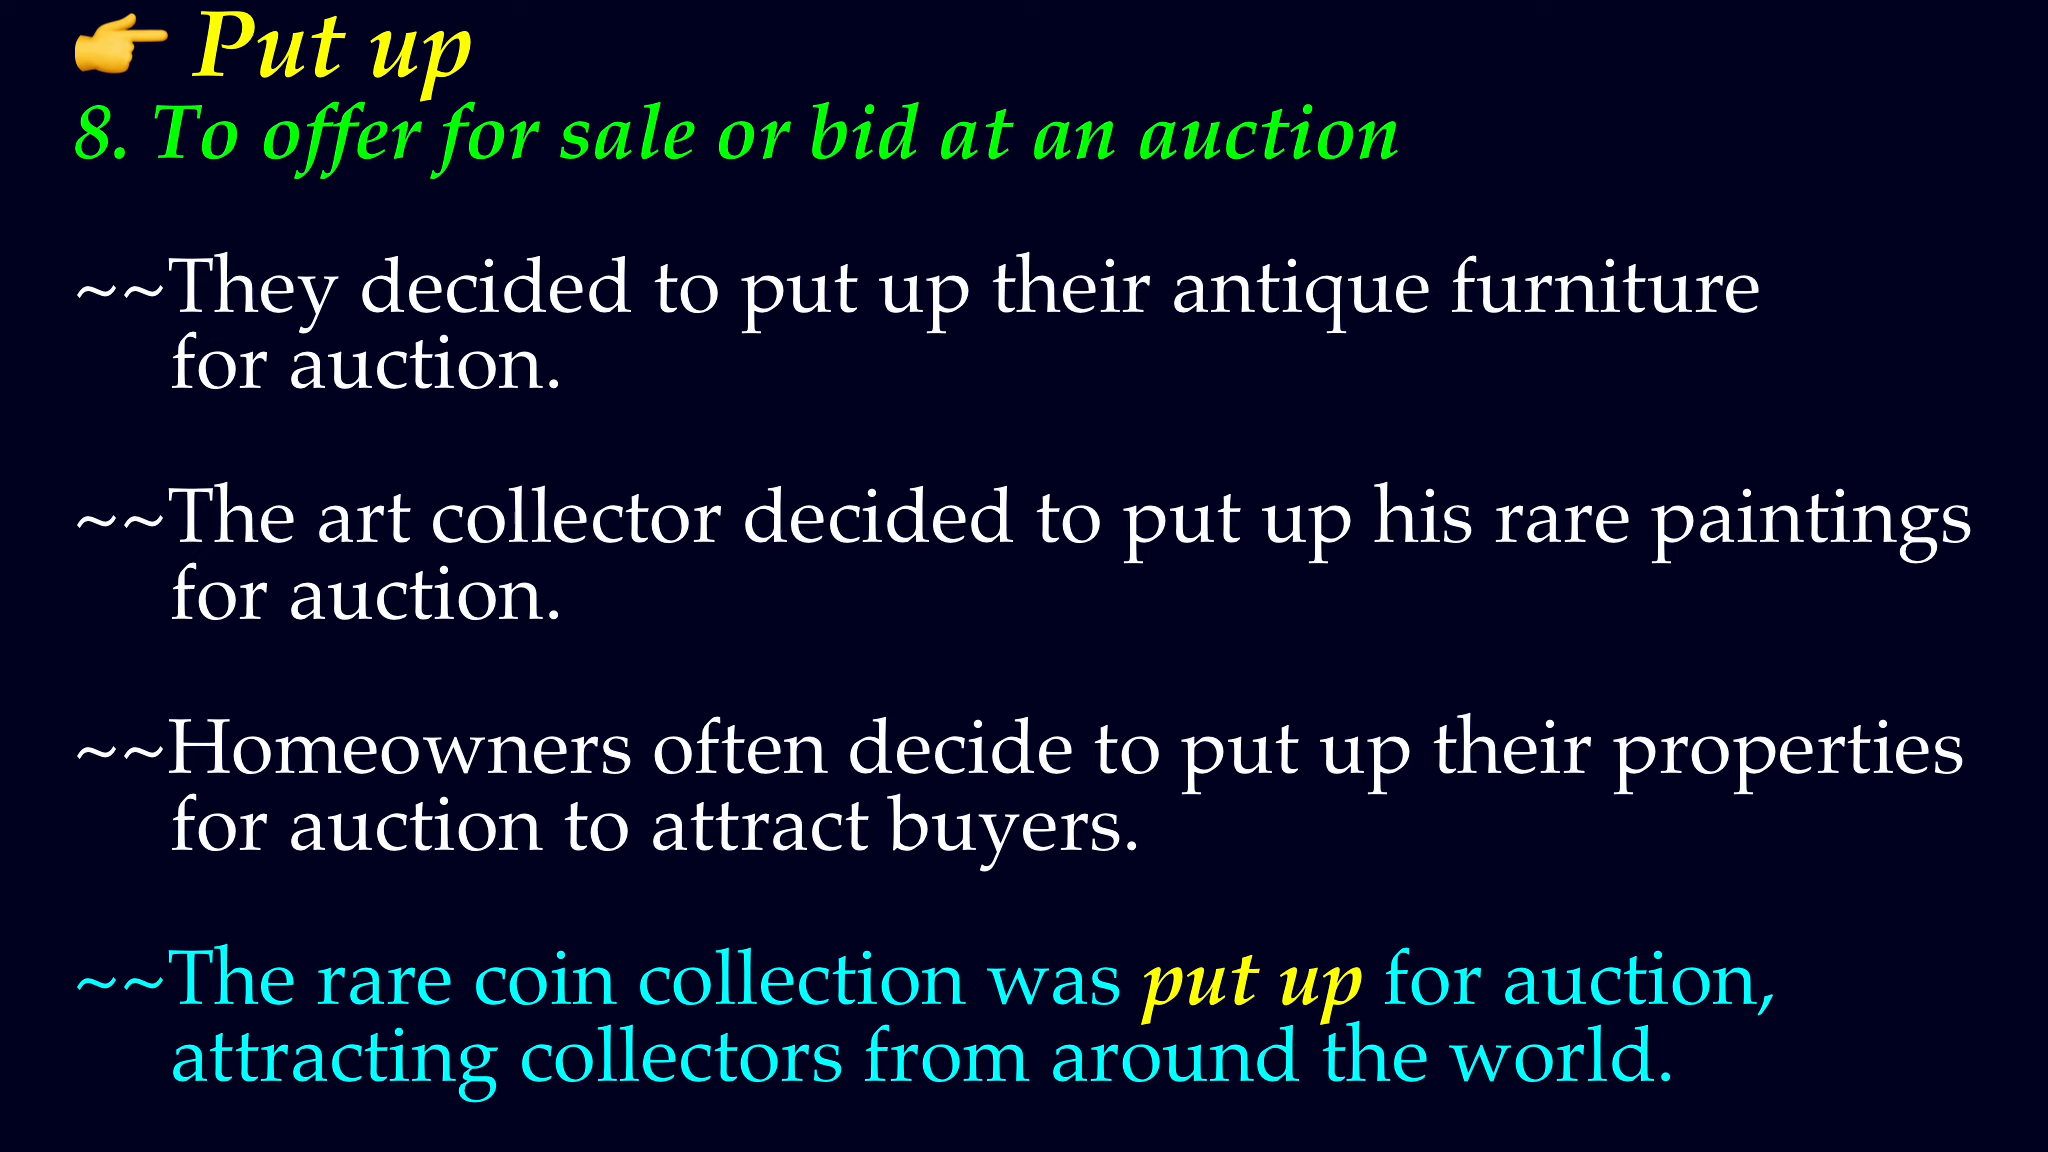 👉 Put up
8. To offer for sale or bid at an auction
~~They decided to put up their antique furniture
for auction.
~~The art collector decided to put up his rare paintings
for auction.
~~Homeowners often decide to put up their properties
for auction to attract buyers.
~~The rare coin collection was put up for auction,
attracting collectors from around the world.